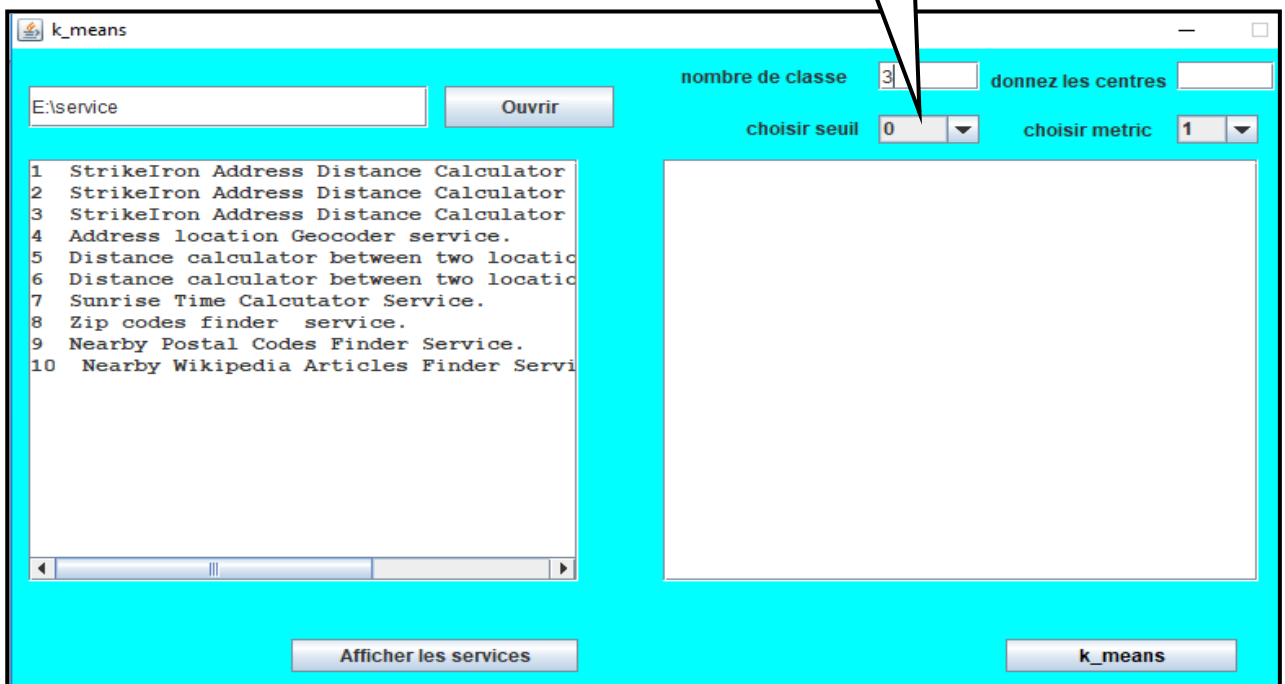 k_means
nombre de classe 3 donnez les centres
E:\service Ouvrir
choisir seuil 0 choisir metric 1
1 StrikeIron Address Distance Calculator
2 StrikeIron Address Distance Calculator
3 StrikeIron Address Distance Calculator
4 Address location Geocoder service.
5 Distance calculator between two locatio
6 Distance calculator between two locatio
7 Sunrise Time Calcutator Service.
8 Zip codes finder service.
9 Nearby Postal Codes Finder Service.
10 Nearby Wikipedia Articles Finder Servi
Afficher les services k_means